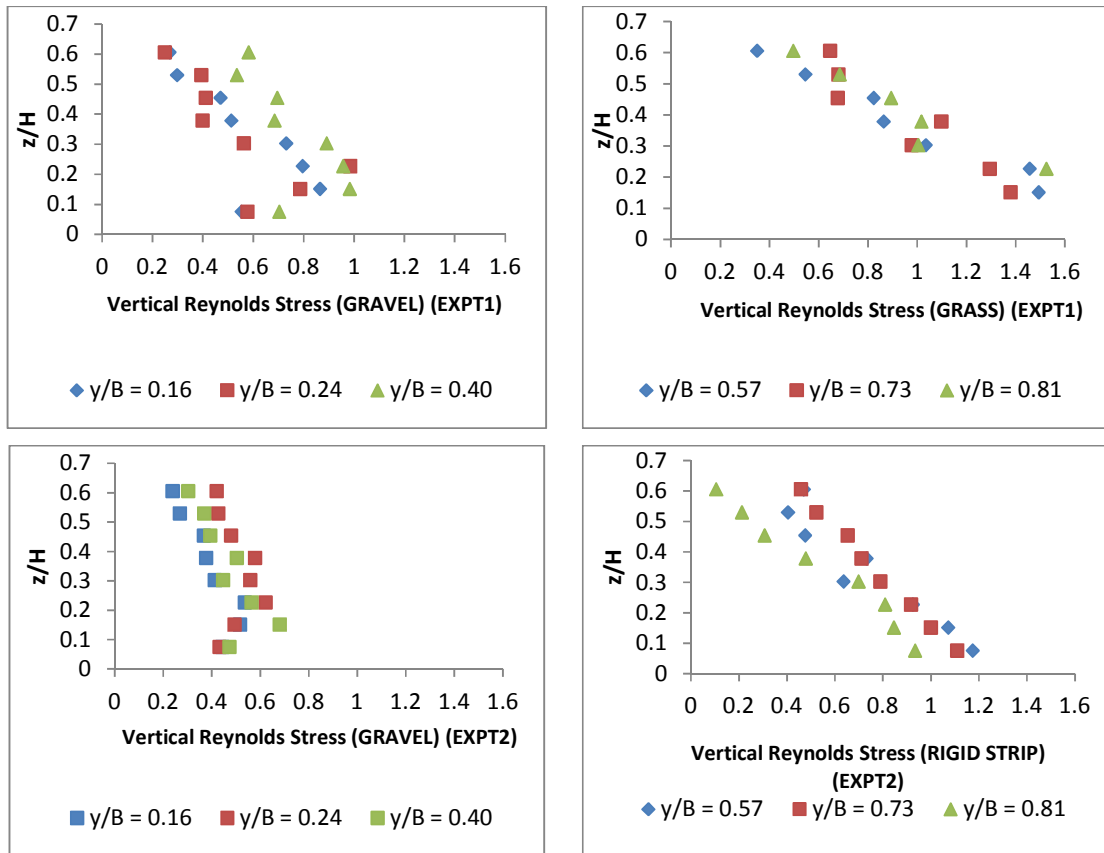 0.7
0.6
0.5
0.4
0.3
0.2
0.1
0
z/H
0 0.2 0.4 0.6 0.8 1 1.2 1.4 1.6
Vertical Reynolds Stress (GRAVEL) (EXPT1)
y/B = 0.16 y/B = 0.24 y/B = 0.40
0.7
0.6
0.5
0.4
0.3
0.2
0.1
0
z/H
0 0.2 0.4 0.6 0.8 1 1.2 1.4 1.6
Vertical Reynolds Stress (GRASS) (EXPT1)
y/B = 0.57 y/B = 0.73 y/B = 0.81
0.7
0.6
0.5
0.4
0.3
0.2
0.1
0
z/H
0 0.2 0.4 0.6 0.8 1 1.2 1.4 1.6
Vertical Reynolds Stress (GRAVEL) (EXPT2)
y/B = 0.16 y/B = 0.24 y/B = 0.40
0.7
0.6
0.5
0.4
0.3
0.2
0.1
0
z/H
0 0.2 0.4 0.6 0.8 1 1.2 1.4 1.6
Vertical Reynolds Stress (RIGID STRIP)
(EXPT2)
y/B = 0.57 y/B = 0.73 y/B = 0.81